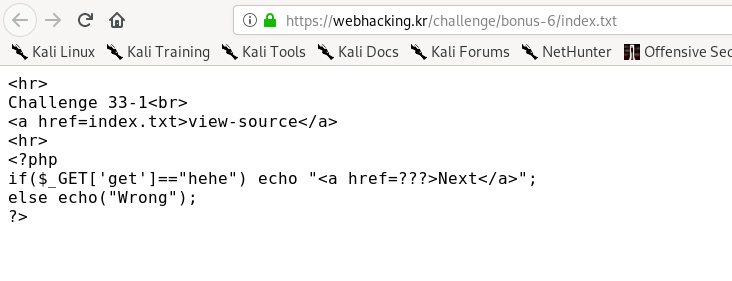 https://webhacking.kr/challenge/bonus-6/index.txt
Kali Linux Kali Training Kali Tools Kali Docs Kali Forums NetHunter Offensive Sec
<hr>
Challenge 33-1<br>
<a href=index.txt>view-source</a>
<hr>
<?php
if($_GET['get']=="hehe") echo "<a href=???>Next</a>";
else echo("Wrong");
?>